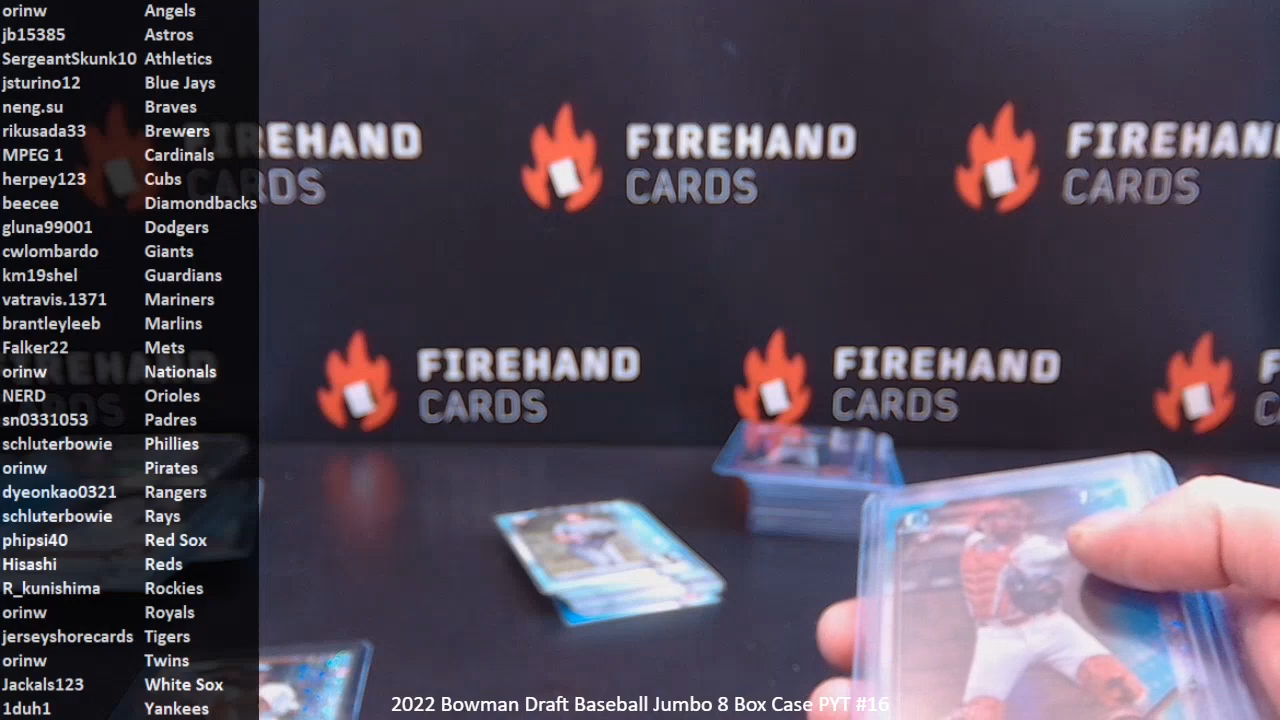 orinw Angels
jb15385 Astros
SergeantSkunk10 Athletics
jsturino12 Blue Jays
neng.su Braves
rikusada33 Brewers
MPEG 1 Cardinals
herpey123 Cubs
beecee Diamondbacks
gluna99001 Dodgers
cwlombardo Giants
km19shel Guardians
vatravis.1371 Mariners
brantleyleeb Marlins
Falker22 Mets
orinw Nationals
NERD Orioles
sn0331053 Padres
schluterbowie Phillies
orinw Pirates
dyeonkao0321 Rangers
schluterbowie Rays
phipsi40 Red Sox
Hisashi Reds
R_kunishima Rockies
orinw Royals
jerseyshorecards Tigers
orinw Twins
Jackals123 White Sox
1duh1 Yankees
FIREHAND
CARDS
FIREHAND
CARDS
FIREHAND
CARDS
FIREHAND
CARDS
FIREHAND
CARDS
2022 Bowman Draft Baseball Jumbo 8 Box Case PYT #16